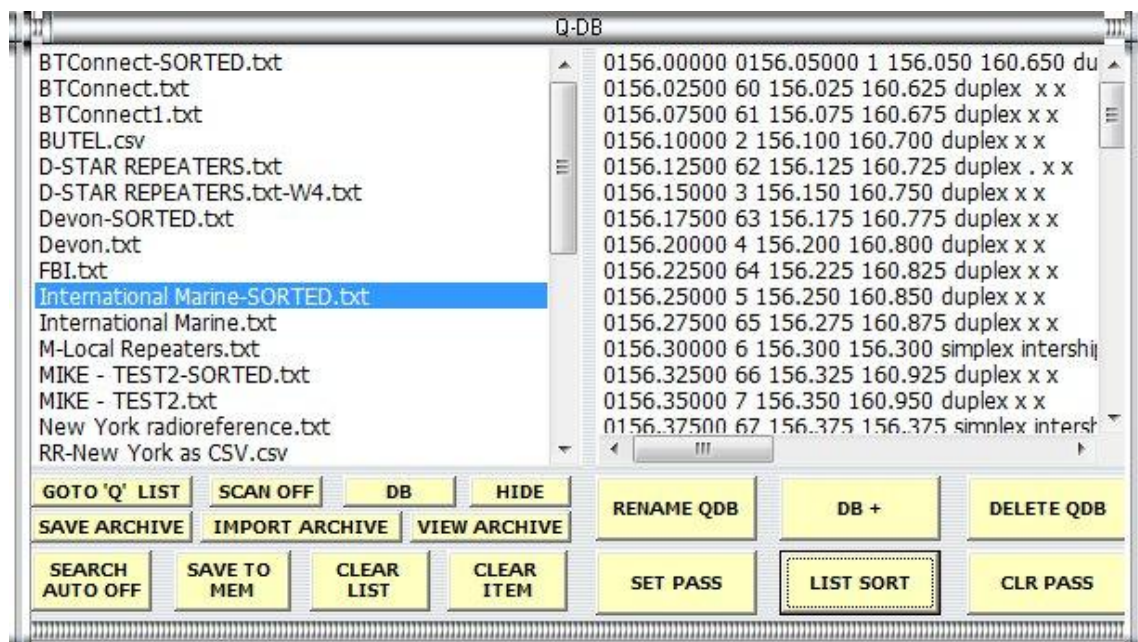 Q-DB
BTConnect-SORTED.txt
BTConnect.txt
BTConnect1.txt
BUTEL.csv
D-STAR REPEATERS.txt
D-STAR REPEATERS.txt-W4.txt
Devon-SORTED.txt
Devon.txt
FBI.txt
International Marine-SORTED.txt
International Marine.txt
M-Local Repeaters.txt
MIKE - TEST2-SORTED.txt
MIKE - TEST2.txt
New York radioreference.txt
RR-New York as CSV.csv
0156.00000 0156.05000 1 156.050 160.650 du
0156.02500 60 156.025 160.625 duplex  x x
0156.07500 61 156.075 160.675 duplex x x
0156.10000 2 156.100 160.700 duplex x x
0156.12500 62 156.125 160.725 duplex . x x
0156.15000 3 156.150 160.750 duplex x x
0156.17500 63 156.175 160.775 duplex x x
0156.20000 4 156.200 160.800 duplex x x
0156.22500 64 156.225 160.825 duplex x x
0156.25000 5 156.250 160.850 duplex x x
0156.27500 65 156.275 160.875 duplex x x
0156.30000 6 156.300 156.300 simplex interships
0156.32500 66 156.325 160.925 duplex x x
0156.35000 7 156.350 160.950 duplex x x
0156.37500 67 156.375 156.375 simplex intersh
GOTO 'Q' LIST SCAN OFF DB HIDE
SAVE ARCHIVE IMPORT ARCHIVE VIEW ARCHIVE
SEARCH AUTO OFF
SAVE TO MEM
CLEAR LIST
CLEAR ITEM
RENAME QDB DB + DELETE QDB
SET PASS LIST SORT CLR PASS